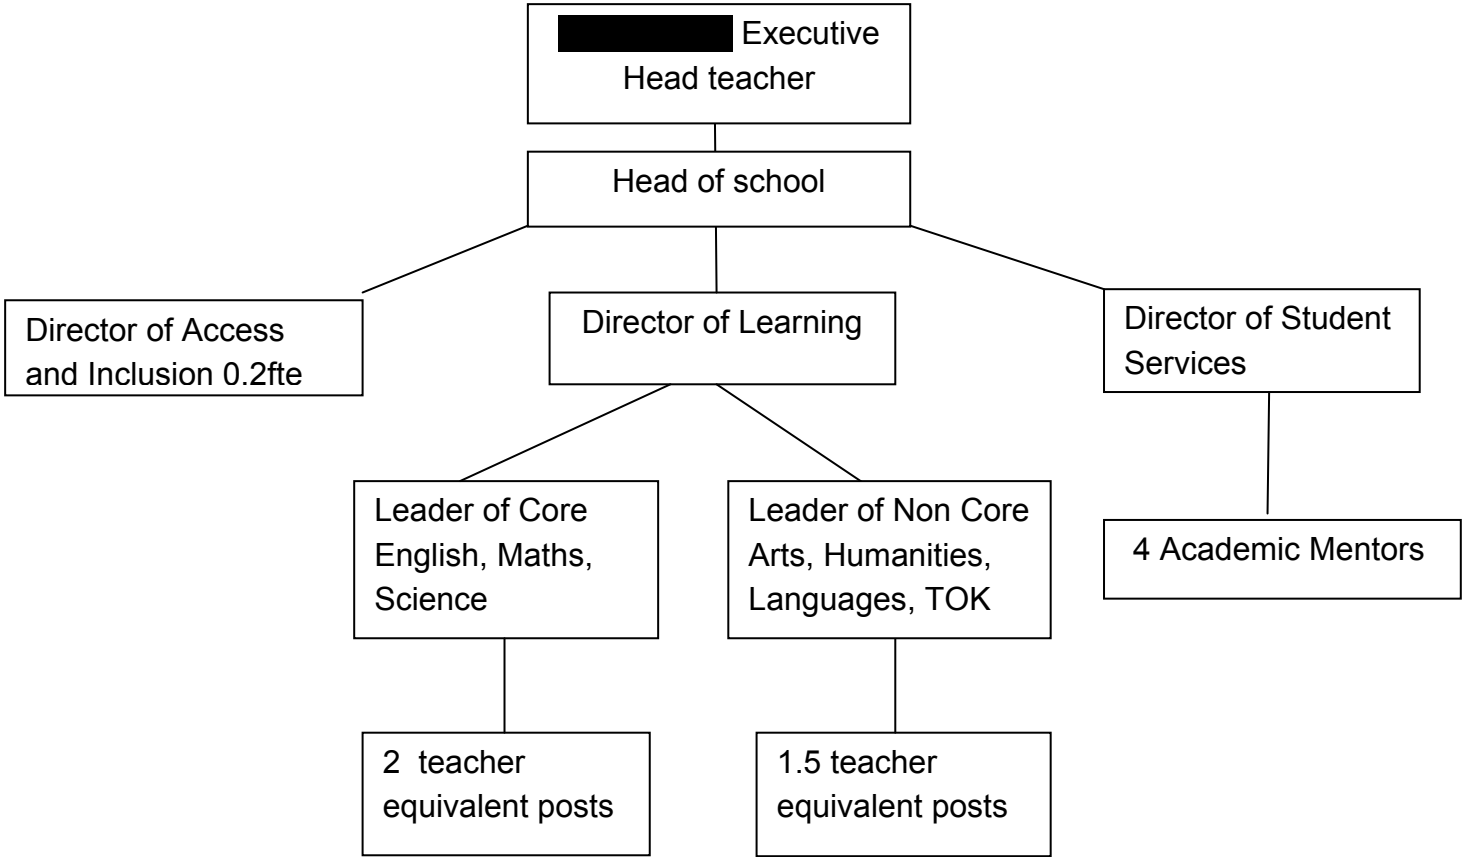 Executive
Head teacher
Head of school
Director of Access
and Inclusion 0.2fte
Director of Learning
Director of Student
Services
Leader of Core
English, Maths,
Science
Leader of Non Core
Arts, Humanities,
Languages, TOK
4 Academic Mentors
2  teacher
equivalent posts
1.5 teacher
equivalent posts